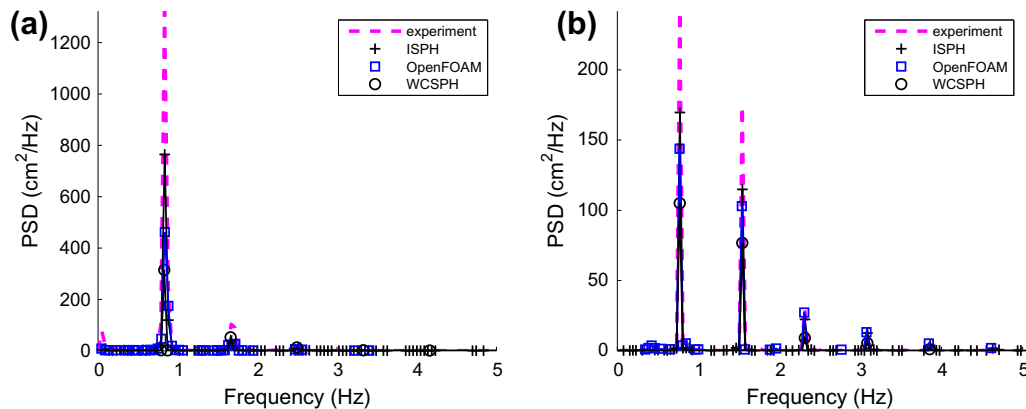 (a)
experiment
ISPH
OpenFOAM
WCSPH
1200
1000
800
600
400
200
0
PSD (cm²/Hz)
0 1 2 3 4 5
Frequency (Hz)
(b)
experiment
ISPH
OpenFOAM
WCSPH
200
150
100
50
0
PSD (cm²/Hz)
0 1 2 3 4 5
Frequency (Hz)